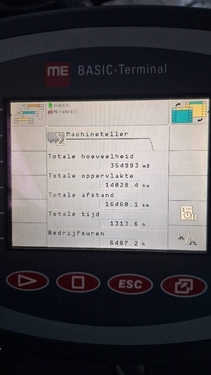 ME BASIC-Terminal
Machineteller
Totale hoeveelheid
354993 m3
Totale oppervlakte
14028.4 ha
Totale afstand
16460.1 km
Totale tijd
1313.6 h
Bedrijfsuren
6487.2 h
ESC